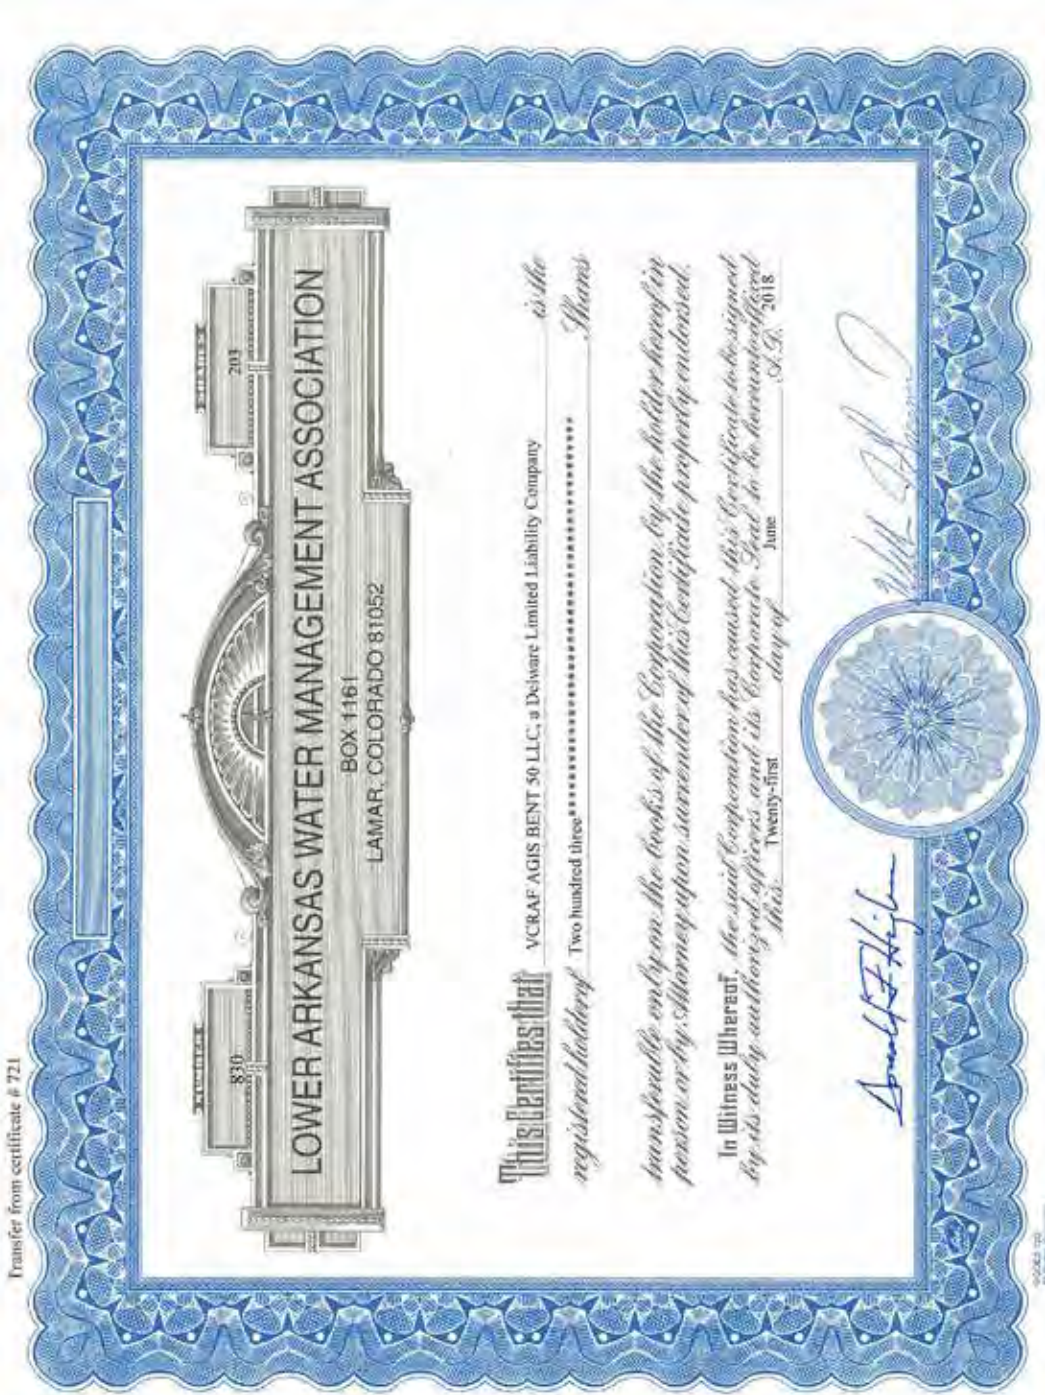 Transfer from certificate # 721
NUMBER
830
SHARES
203
LOWER ARKANSAS WATER MANAGEMENT ASSOCIATION
BOX 1161
LAMAR, COLORADO 81052
This Certifies that VCRAF AGIS BENT 50 LLC, a Delware Limited Liability Company is the
registered holder of Two hundred three************************************ Shares
transferable only on the books of the Corporation by the holder hereof in
person or by Attorney upon surrender of this Certificate properly endorsed.
In Witness Whereof, the said Corporation has caused this Certificate to be signed
by its duly authorized officers and its Corporate Seal to be hereunto affixed
this Twenty-first day of June A.D. 2018
Donald F. Higbee